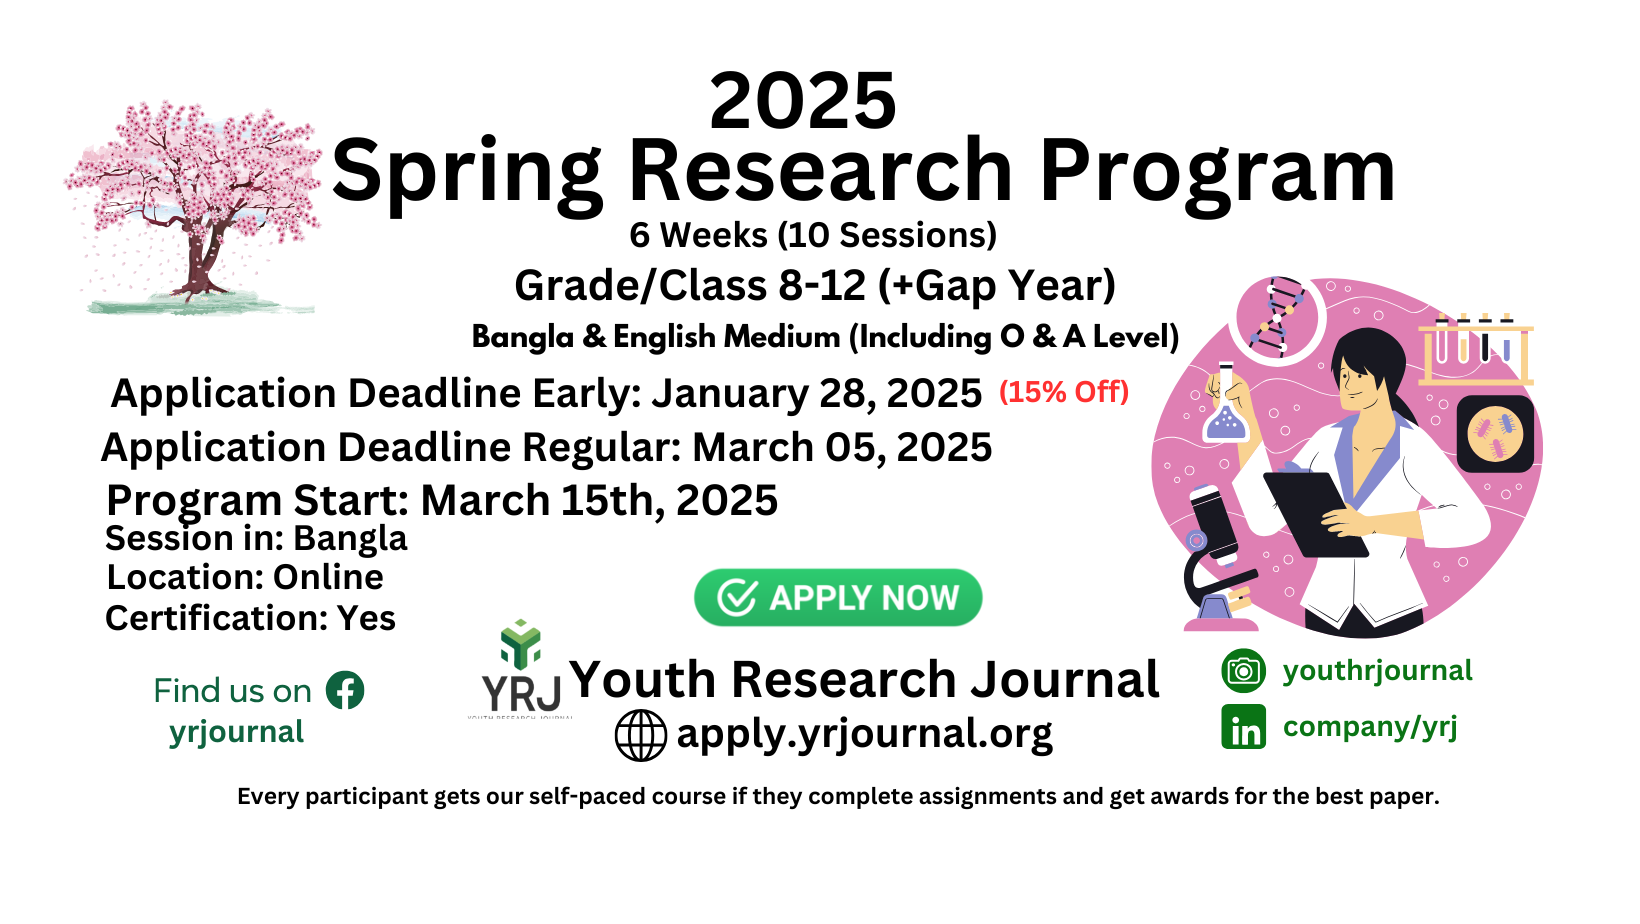 2025
Spring Research Program
6 Weeks (10 Sessions)
Grade/Class 8-12 (+Gap Year)
Bangla & English Medium (Including O & A Level)
Application Deadline Early: January 28, 2025 (15% Off)
Application Deadline Regular: March 05, 2025
Program Start: March 15th, 2025
Session in: Bangla
Location: Online
Certification: Yes
APPLY NOW
Find us on
yrjournal
YRJ
YOUTH RESEARCH JOURNAL
Youth Research Journal
apply.yrjournal.org
youthrjournal
in
company/yrj
Every participant gets our self-paced course if they complete assignments and get awards for the best paper.